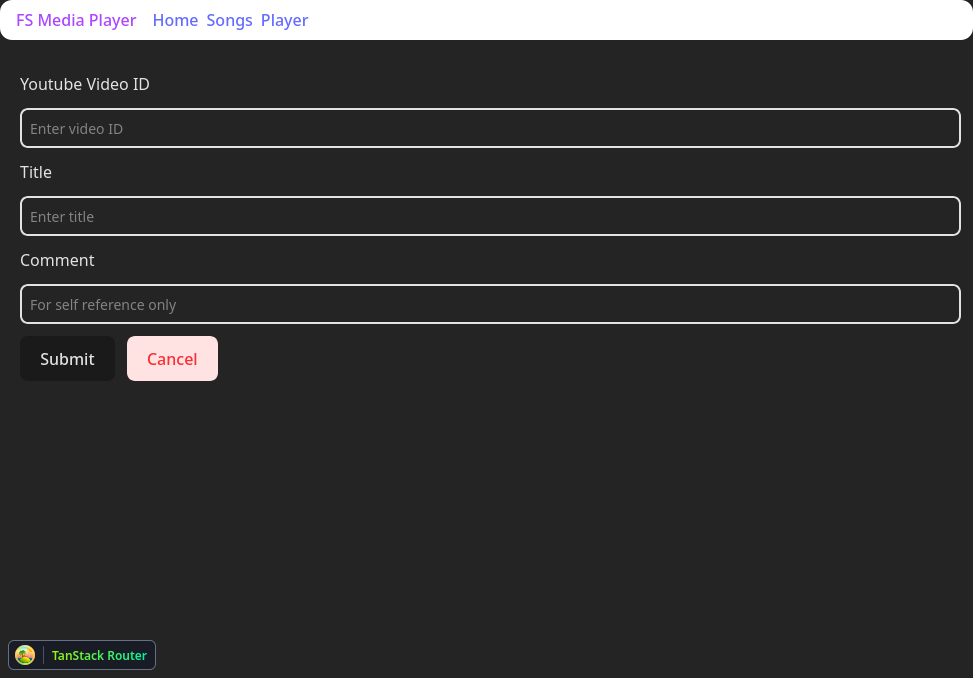 FS Media Player Home Songs Player
Youtube Video ID
Enter video ID
Title
Enter title
Comment
For self reference only
Submit Cancel
TanStack Router